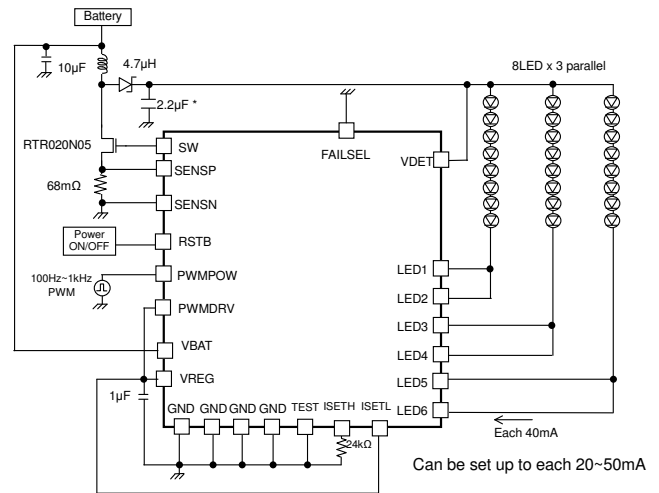 Battery
10µF
4.7µH
2.2µF *
8LED x 3 parallel
RTR020N05
SW
FAILSEL
VDET
SENSP
68mΩ
SENSN
Power
ON/OFF
RSTB
100Hz~1kHz
PWM
PWMPOW
LED1
PWMDRV
LED2
LED3
VBAT
LED4
VREG
LED5
1µF
GND GND GND GND TEST ISETH ISETL
LED6
24kΩ
Each 40mA
Can be set up to each 20~50mA